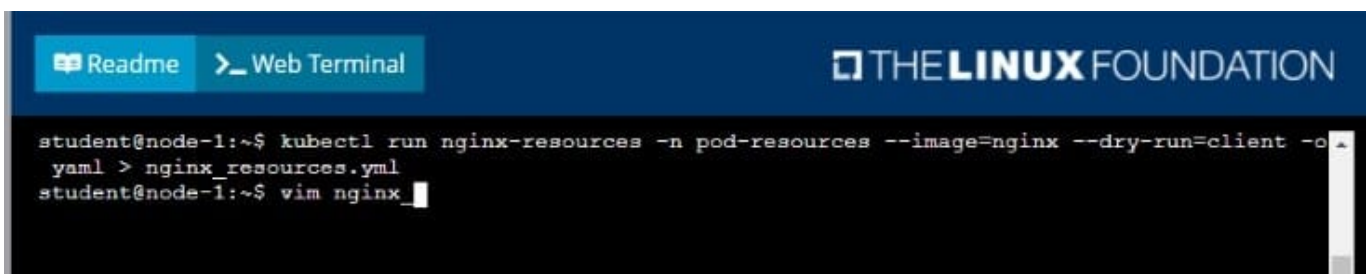 Readme >_ Web Terminal THE LINUX FOUNDATION
student@node-1:~$ kubectl run nginx-resources -n pod-resources --image=nginx --dry-run=client -o
yaml > nginx_resources.yml
student@node-1:~$ vim nginx_